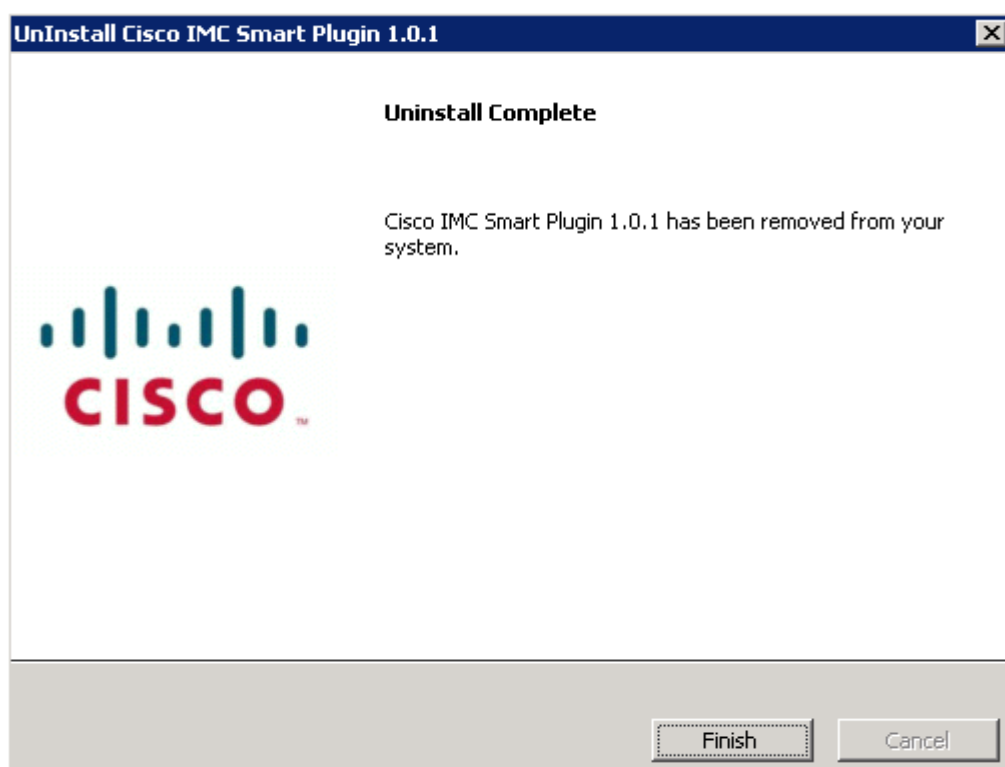 UnInstall Cisco IMC Smart Plugin 1.0.1
Uninstall Complete
Cisco IMC Smart Plugin 1.0.1 has been removed from your
system.
CISCO
TM
Finish
Cancel